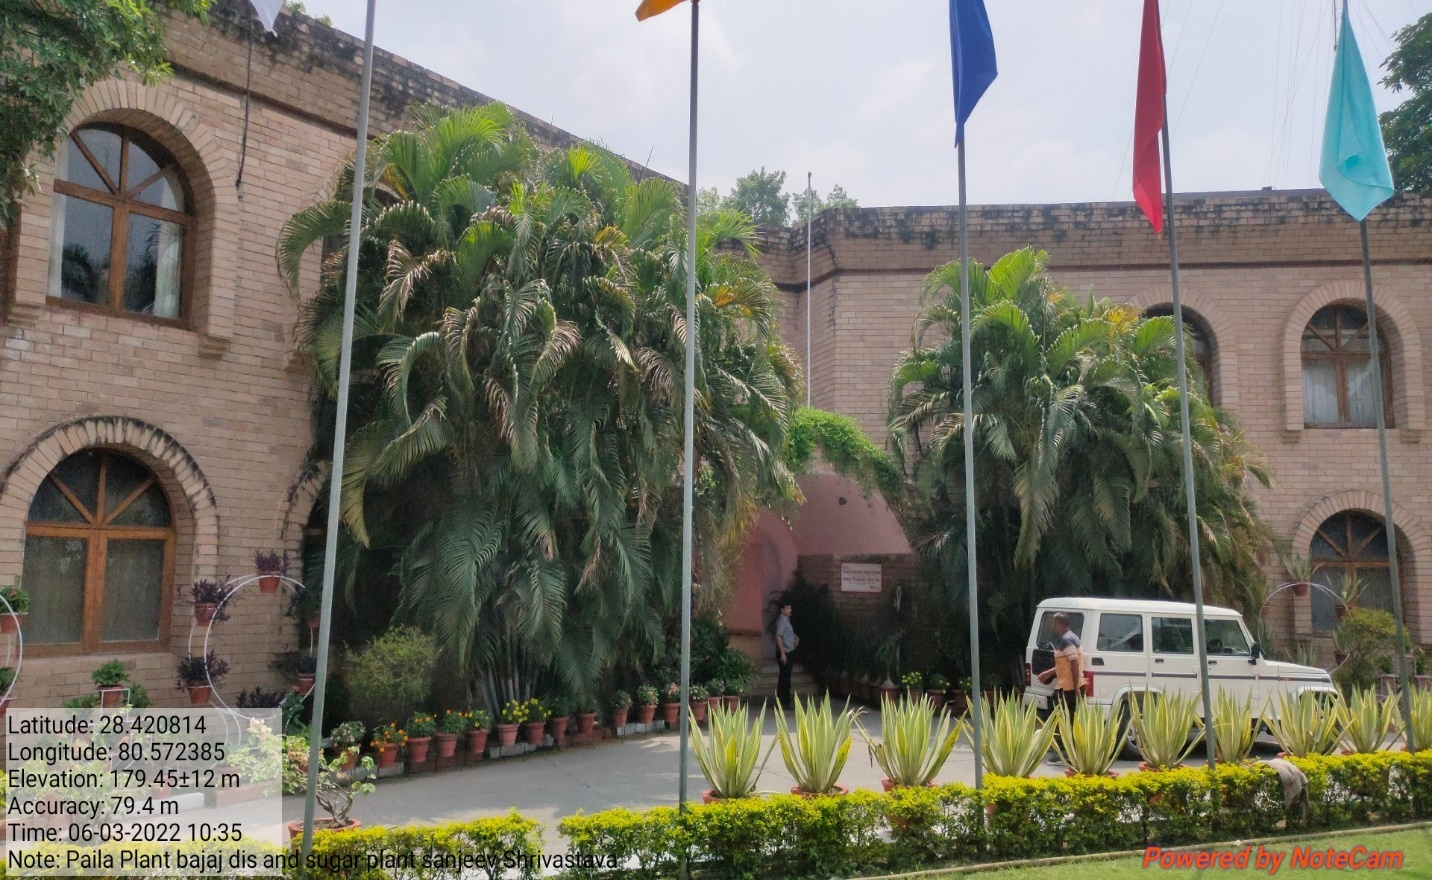 Latitude: 28.420814
Longitude: 80.572385
Elevation: 179.45±12 m
Accuracy: 79.4 m
Time: 06-03-2022 10:35
Note: Paila Plant bajaj dis and sugar plant sanjeev Shrivastava
Powered by NoteCam